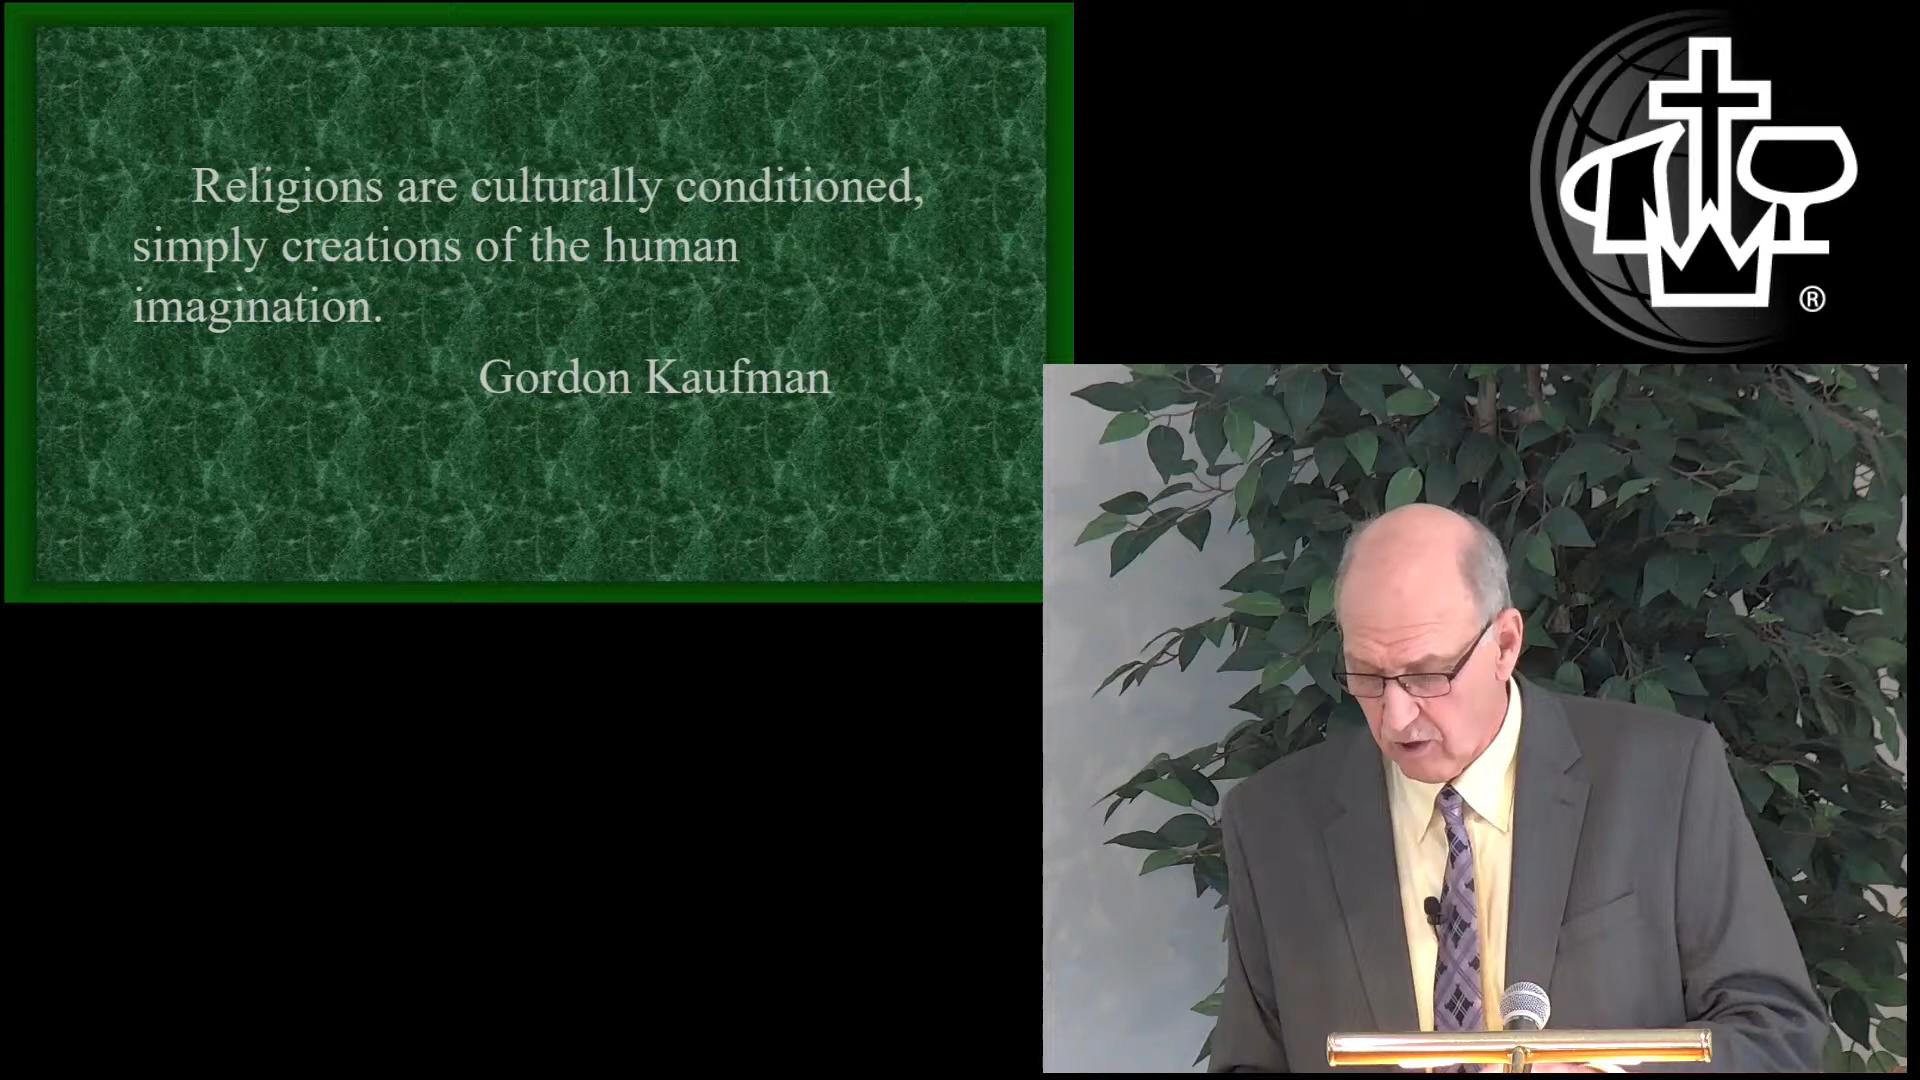 Religions are culturally conditioned,
simply creations of the human
imagination.
Gordon Kaufman
®